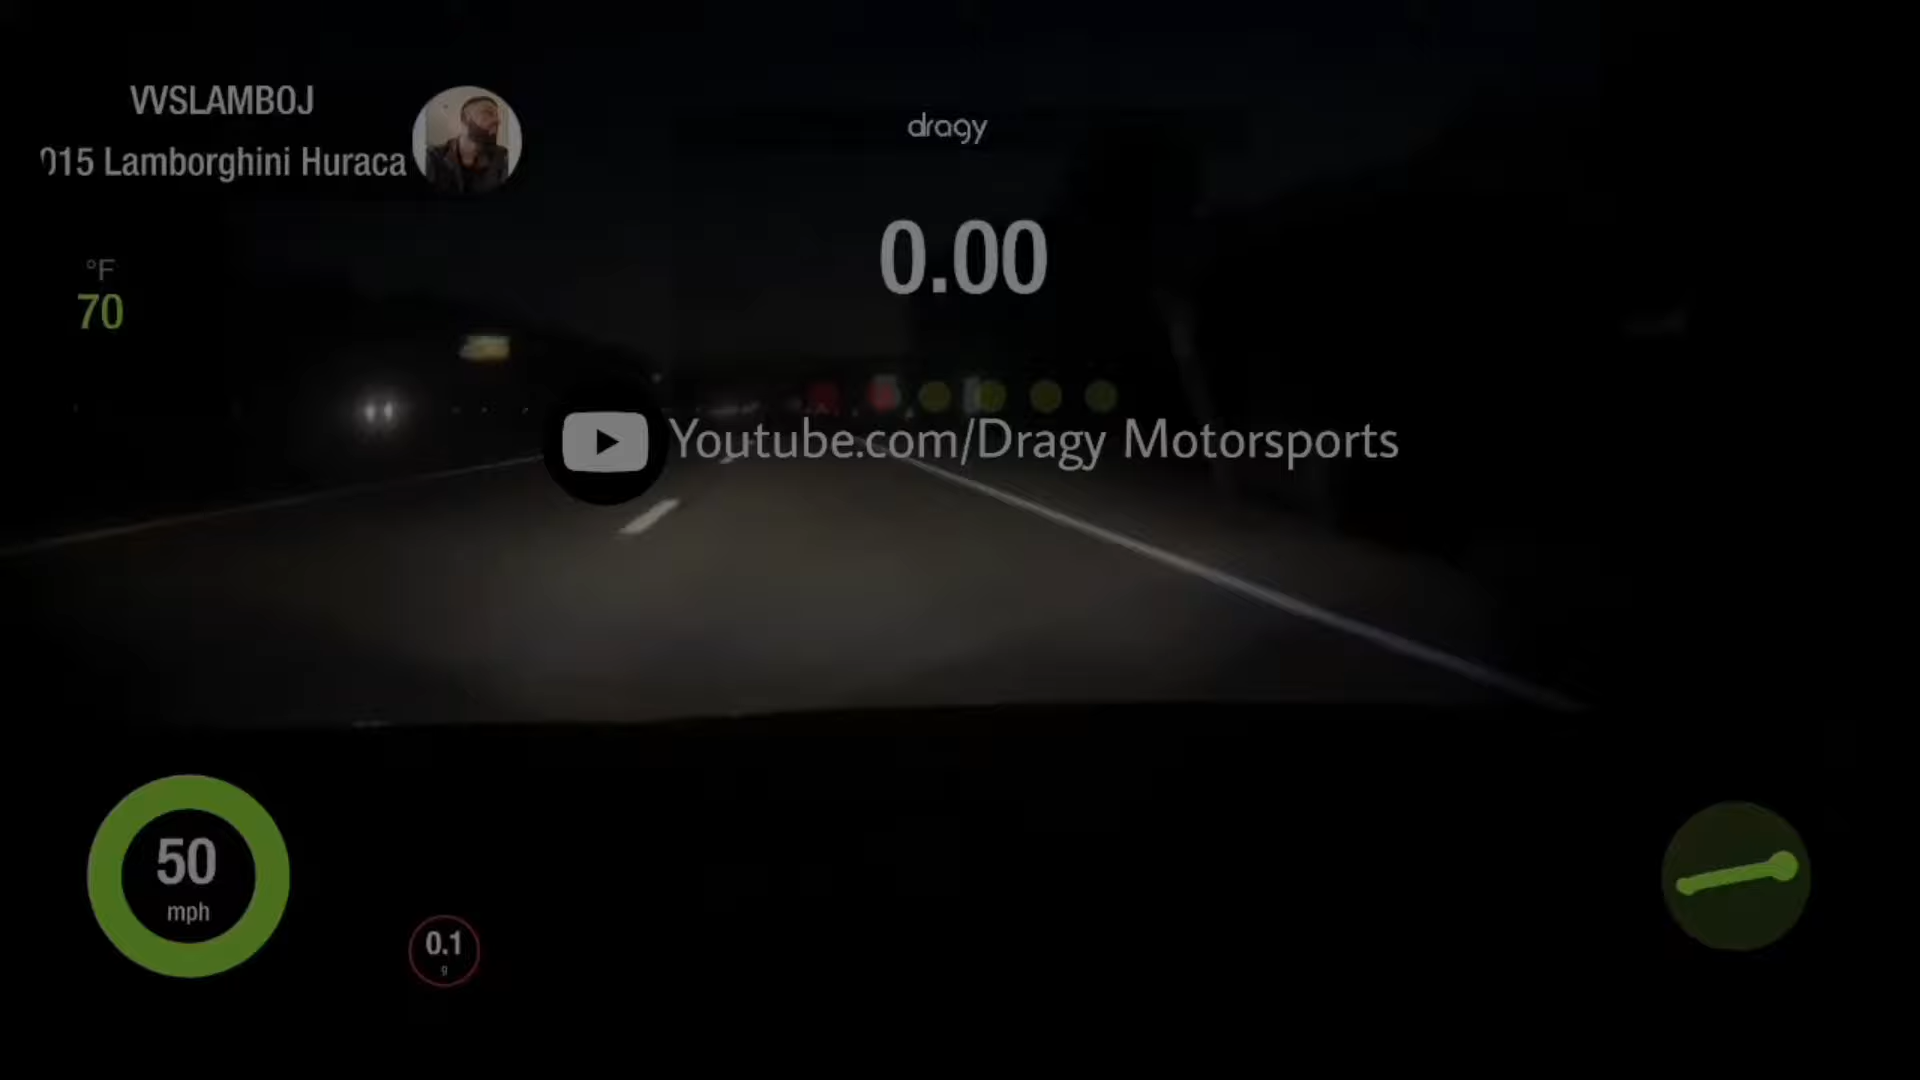 VVSLAMBOJ
015 Lamborghini Huraca
dragy
°F
70
0.00
Youtube.com/Dragy Motorsports
50
mph
0.1
g